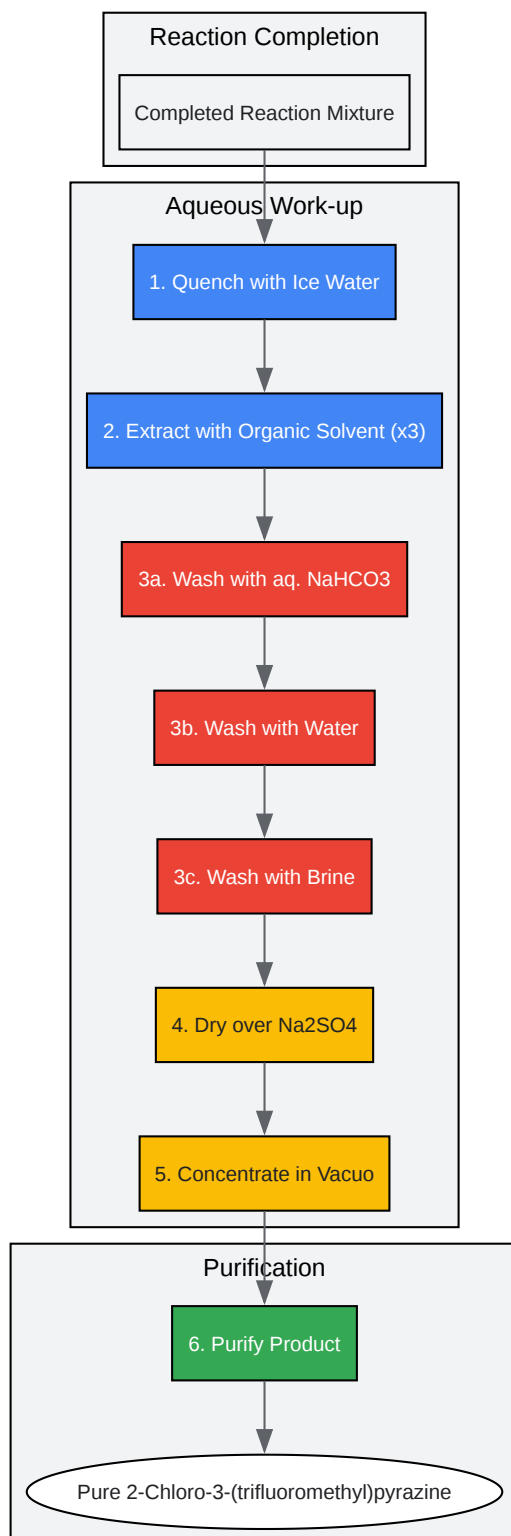 Reaction Completion
Completed Reaction Mixture
Aqueous Work-up
1. Quench with Ice Water
2. Extract with Organic Solvent (x3)
3a. Wash with aq. NaHCO3
3b. Wash with Water
3c. Wash with Brine
4. Dry over Na2SO4
5. Concentrate in Vacuo
Purification
6. Purify Product
Pure 2-Chloro-3-(trifluoromethyl)pyrazine